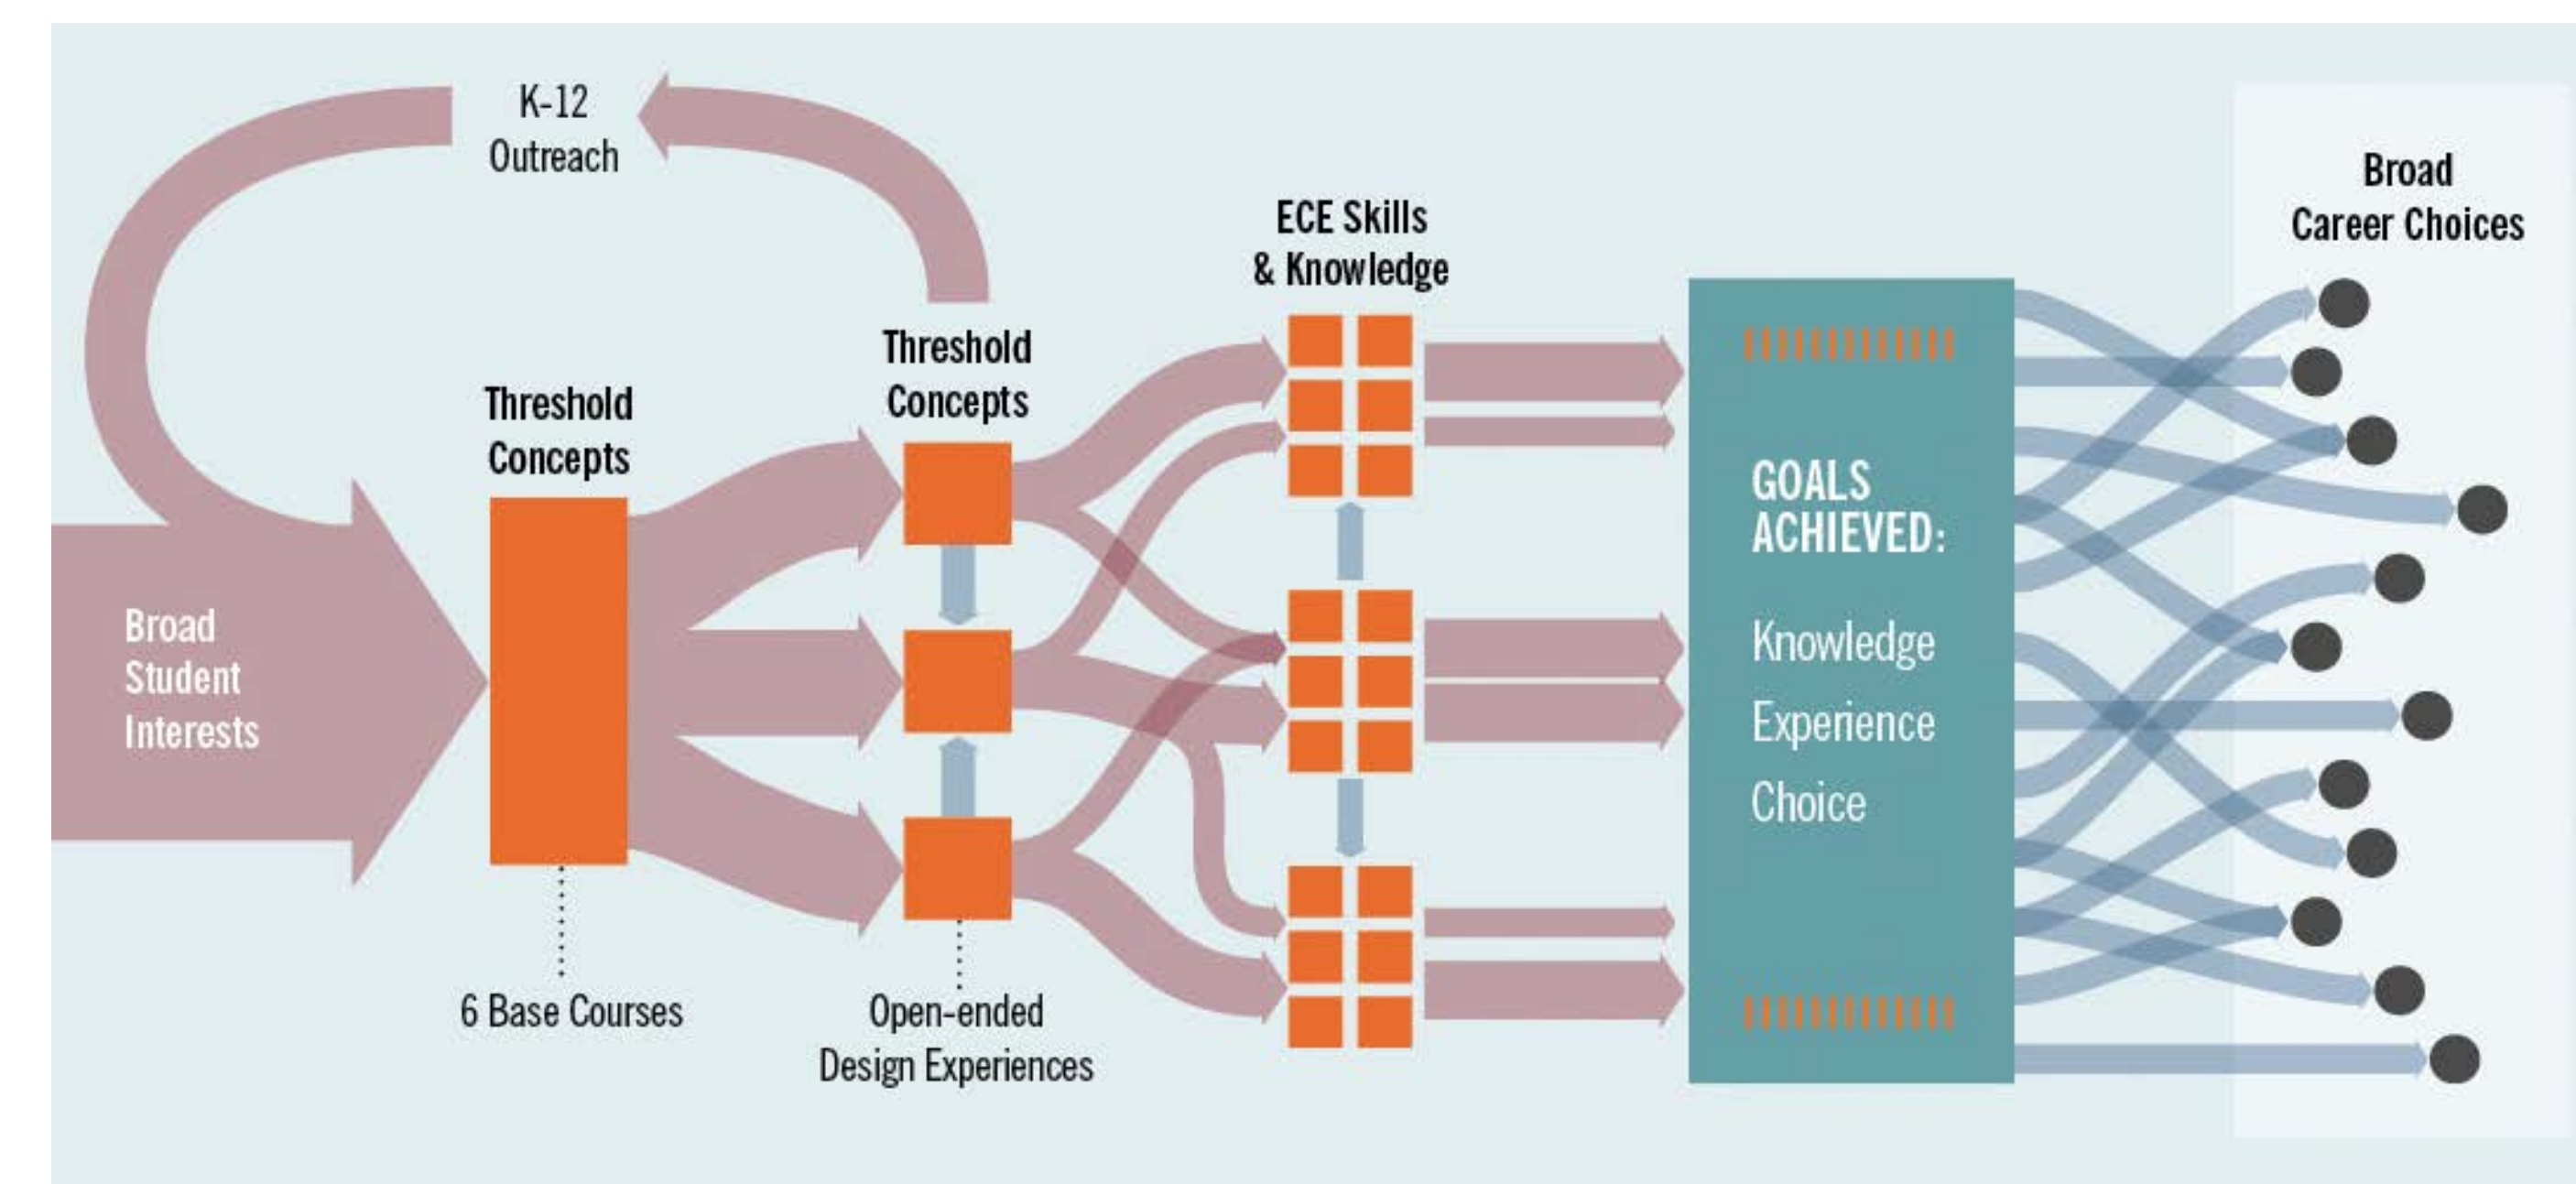 K-12
Outreach
Broad
Student
Interests
Threshold
Concepts
6 Base Courses
Threshold
Concepts
Open-ended
Design Experiences
ECE Skills
& Knowledge
GOALS
ACHIEVED:
Knowledge
Experience
Choice
Broad
Career Choices